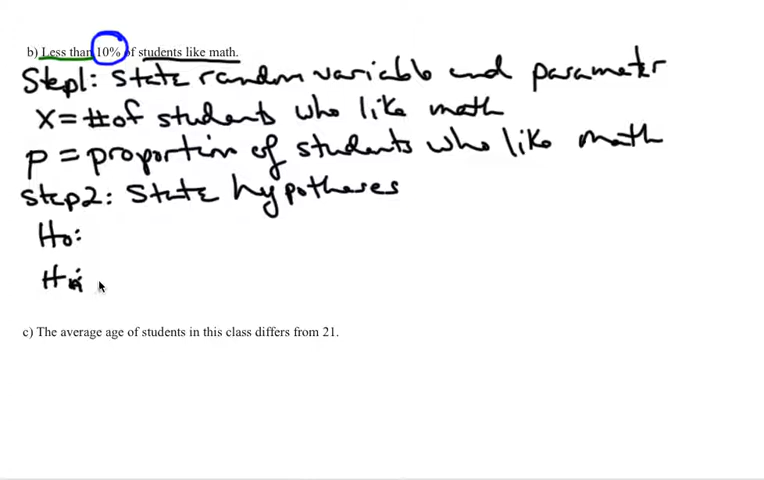 b) Less than 10% of students like math.
Step1: State random variable and parameter
X = # of students who like math
P = proportion of students who like math
Step2: State hypotheses
Ho:
Ha:
c) The average age of students in this class differs from 21.